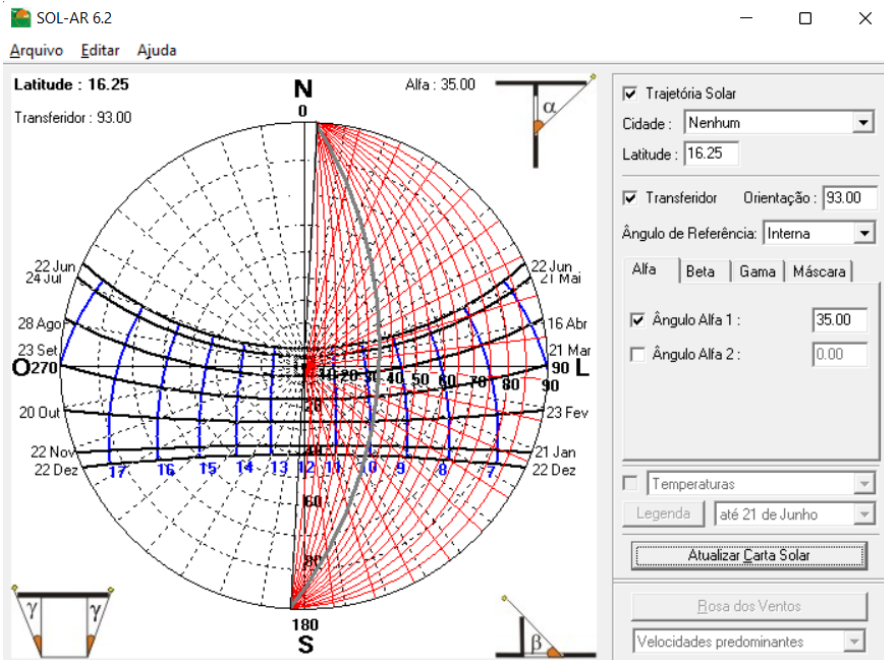 SOL-AR 6.2
Arquivo Editar Ajuda
Latitude : 16.25
Transferidor : 93.00
Alfa : 35.00
N
0
α
22 Jun
24 Jul
28 Ago
23 Set
O 270
20 Out
22 Nov
22 Dez
22 Jun
21 Mai
16 Abr
21 Mar
90 L
90
23 Fev
21 Jan
22 Dez
10 20 30 40 50 60 70 80
20
40
60
80
17 16 15 14 13 12 11 10 9 8 7
180
S
γ γ
β
Trajetória Solar
Cidade : Nenhum
Latitude : 16.25
Transferidor Orientação : 93.00
Ângulo de Referência: Interna
Alfa Beta Gama Máscara
Ângulo Alfa 1 : 35.00
Ângulo Alfa 2 : 0.00
Temperaturas
Legenda até 21 de Junho
Atualizar Carta Solar
Rosa dos Ventos
Velocidades predominantes